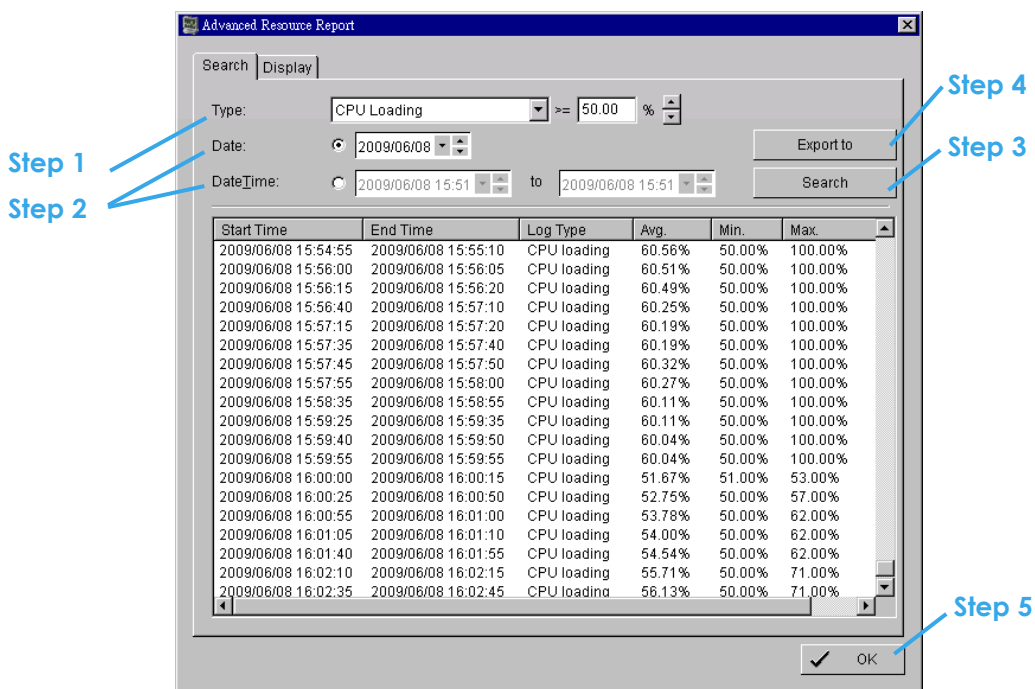 Advanced Resource Report
Search Display
Type: CPU Loading >= 50.00 %
Step 4
Date: 2009/06/08 Export to
Step 3
Step 1
DateTime: 2009/06/08 15:51 to 2009/06/08 15:51 Search
Step 2
Start Time End Time Log Type Avg. Min. Max.
2009/06/08 15:54:55 2009/06/08 15:55:10 CPU loading 60.56% 50.00% 100.00%
2009/06/08 15:56:00 2009/06/08 15:56:05 CPU loading 60.51% 50.00% 100.00%
2009/06/08 15:56:15 2009/06/08 15:56:20 CPU loading 60.49% 50.00% 100.00%
2009/06/08 15:56:40 2009/06/08 15:57:10 CPU loading 60.25% 50.00% 100.00%
2009/06/08 15:57:15 2009/06/08 15:57:20 CPU loading 60.19% 50.00% 100.00%
2009/06/08 15:57:35 2009/06/08 15:57:40 CPU loading 60.19% 50.00% 100.00%
2009/06/08 15:57:45 2009/06/08 15:57:50 CPU loading 60.32% 50.00% 100.00%
2009/06/08 15:57:55 2009/06/08 15:58:00 CPU loading 60.27% 50.00% 100.00%
2009/06/08 15:58:35 2009/06/08 15:58:55 CPU loading 60.11% 50.00% 100.00%
2009/06/08 15:59:25 2009/06/08 15:59:35 CPU loading 60.11% 50.00% 100.00%
2009/06/08 15:59:40 2009/06/08 15:59:50 CPU loading 60.04% 50.00% 100.00%
2009/06/08 15:59:55 2009/06/08 15:59:55 CPU loading 60.04% 50.00% 100.00%
2009/06/08 16:00:00 2009/06/08 16:00:15 CPU loading 51.67% 51.00% 53.00%
2009/06/08 16:00:25 2009/06/08 16:00:50 CPU loading 52.75% 50.00% 57.00%
2009/06/08 16:00:55 2009/06/08 16:01:00 CPU loading 53.78% 50.00% 62.00%
2009/06/08 16:01:05 2009/06/08 16:01:10 CPU loading 54.00% 50.00% 62.00%
2009/06/08 16:01:40 2009/06/08 16:01:55 CPU loading 54.54% 50.00% 62.00%
2009/06/08 16:02:10 2009/06/08 16:02:15 CPU loading 55.71% 50.00% 71.00%
2009/06/08 16:02:35 2009/06/08 16:02:45 CPU loading 56.13% 50.00% 71.00%
Step 5
OK